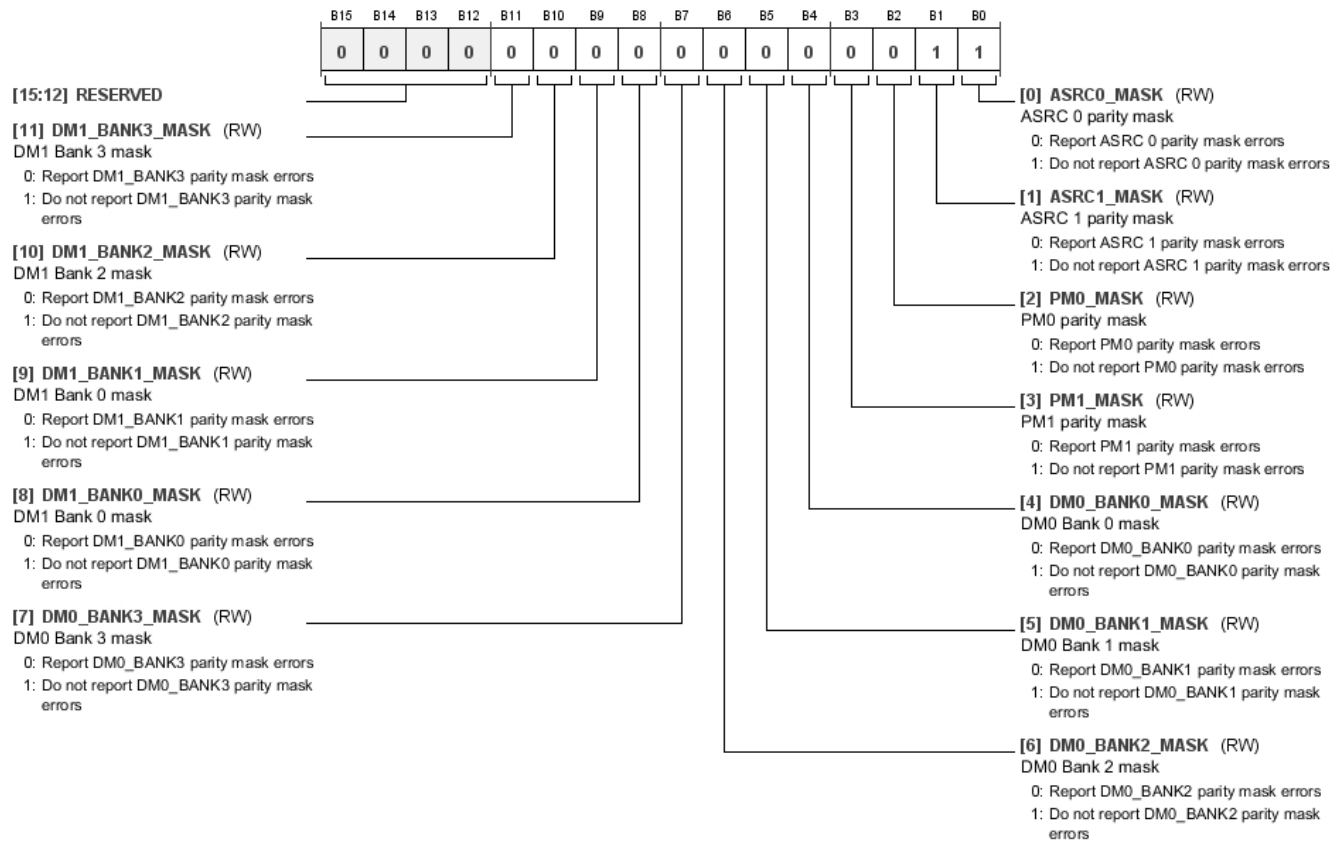 B15 B14 B13 B12 B11 B10 B9 B8 B7 B6 B5 B4 B3 B2 B1 B0
0 0 0 0 0 0 0 0 0 0 0 0 0 0 1 1
[15:12] RESERVED
[11] DM1_BANK3_MASK (RW)
DM1 Bank 3 mask
0: Report DM1_BANK3 parity mask errors
1: Do not report DM1_BANK3 parity mask
errors
[10] DM1_BANK2_MASK (RW)
DM1 Bank 2 mask
0: Report DM1_BANK2 parity mask errors
1: Do not report DM1_BANK2 parity mask
errors
[9] DM1_BANK1_MASK (RW)
DM1 Bank 0 mask
0: Report DM1_BANK1 parity mask errors
1: Do not report DM1_BANK1 parity mask
errors
[8] DM1_BANK0_MASK (RW)
DM1 Bank 0 mask
0: Report DM1_BANK0 parity mask errors
1: Do not report DM1_BANK0 parity mask
errors
[7] DM0_BANK3_MASK (RW)
DM0 Bank 3 mask
0: Report DM0_BANK3 parity mask errors
1: Do not report DM0_BANK3 parity mask
errors
[0] ASRC0_MASK (RW)
ASRC 0 parity mask
0: Report ASRC 0 parity mask errors
1: Do not report ASRC 0 parity mask errors
[1] ASRC1_MASK (RW)
ASRC 1 parity mask
0: Report ASRC 1 parity mask errors
1: Do not report ASRC 1 parity mask errors
[2] PM0_MASK (RW)
PM0 parity mask
0: Report PM0 parity mask errors
1: Do not report PM0 parity mask errors
[3] PM1_MASK (RW)
PM1 parity mask
0: Report PM1 parity mask errors
1: Do not report PM1 parity mask errors
[4] DM0_BANK0_MASK (RW)
DM0 Bank 0 mask
0: Report DM0_BANK0 parity mask errors
1: Do not report DM0_BANK0 parity mask
errors
[5] DM0_BANK1_MASK (RW)
DM0 Bank 1 mask
0: Report DM0_BANK1 parity mask errors
1: Do not report DM0_BANK1 parity mask
errors
[6] DM0_BANK2_MASK (RW)
DM0 Bank 2 mask
0: Report DM0_BANK2 parity mask errors
1: Do not report DM0_BANK2 parity mask
errors